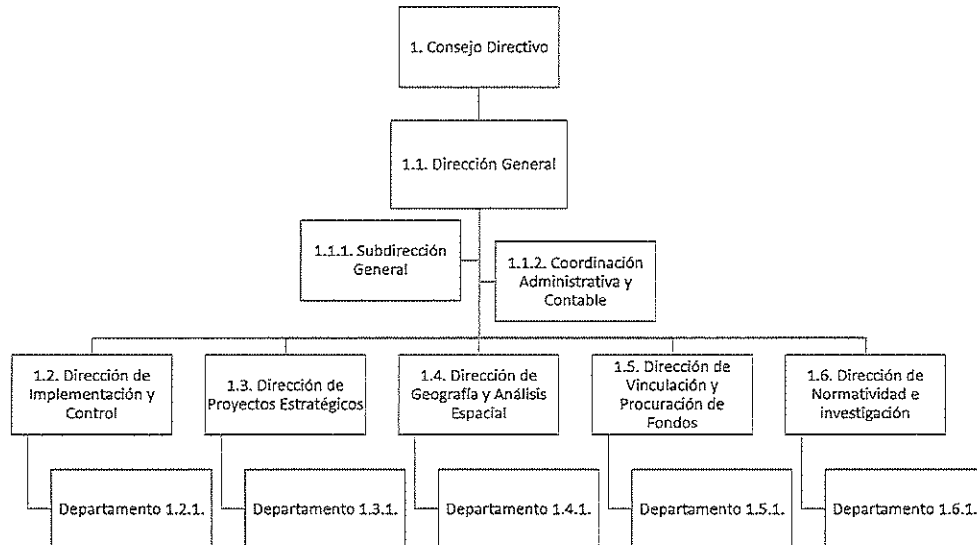 1. Consejo Directivo
1.1. Dirección General
1.1.1. Subdirección
General
1.1.2. Coordinación
Administrativa y
Contable
1.2. Dirección de
Implementación y
Control
1.3. Dirección de
Proyectos Estratégicos
1.4. Dirección de
Geografía y Análisis
Espacial
1.5. Dirección de
Vinculación y
Procuración de
Fondos
1.6. Dirección de
Normatividad e
investigación
Departamento 1.2.1.
Departamento 1.3.1.
Departamento 1.4.1.
Departamento 1.5.1.
Departamento 1.6.1.